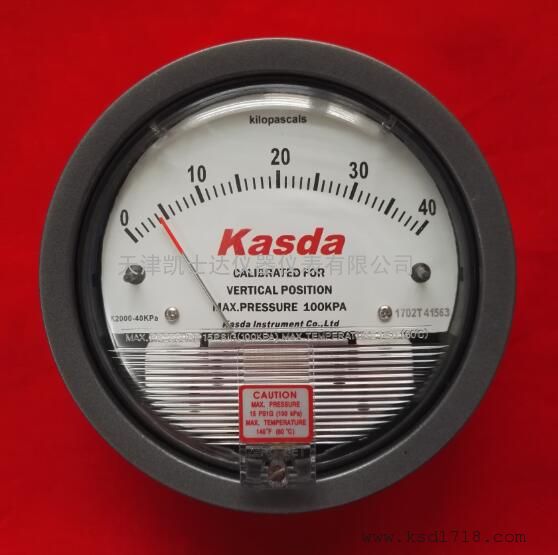 kilopascals
0 10 20 30 40
Kasda
天津凯士达仪器仪表有限公司
CALIBRATED FOR
VERTICAL POSITION
MAX.PRESSURE 100KPA
K2000-40KPa
1702T41563
Kasda Instrument Co.,Ltd
CAUTION
MAX. PRESSURE
15 PSIG (100 kPa)
MAX. TEMPERATURE
140°F (60 °C)
www.ksd1718.com